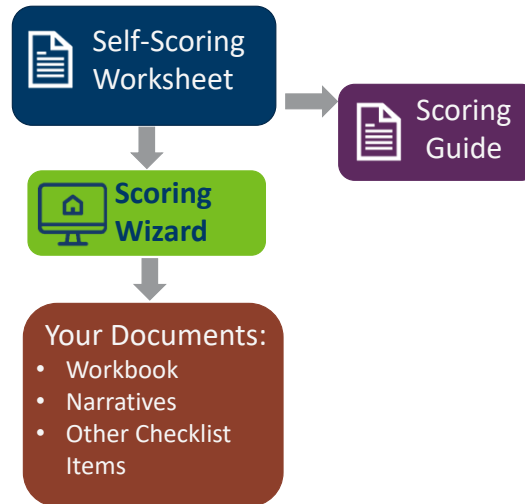 Self-Scoring
Worksheet
Scoring
Guide
Scoring
Wizard
Your Documents:
• Workbook
• Narratives
• Other Checklist
Items